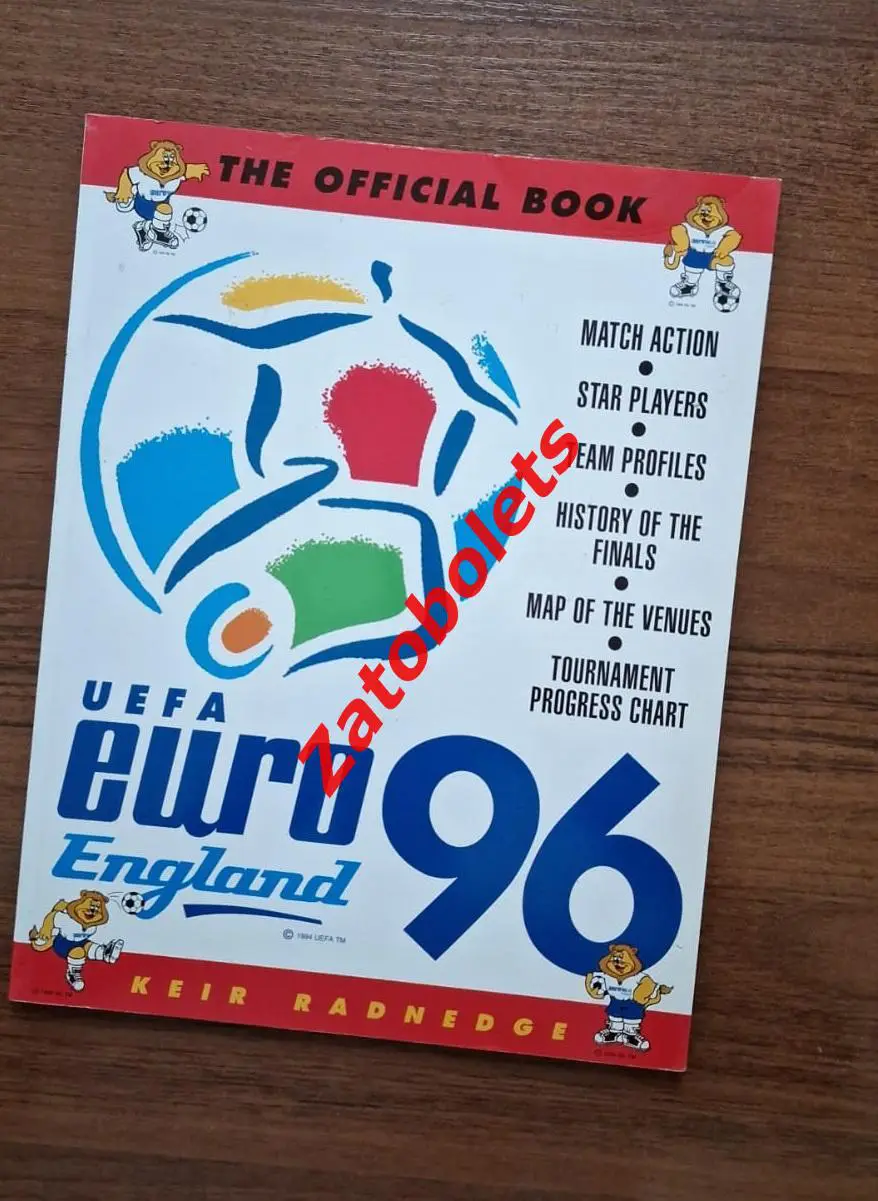 THE OFFICIAL BOOK
MATCH ACTION
STAR PLAYERS
TEAM PROFILES
HISTORY OF THE
FINALS
MAP OF THE VENUES
TOURNAMENT
PROGRESS CHART
Zatobolets
UEFA
euro 96
England
© 1994 UEFA TM
KEIR RADNEDGE